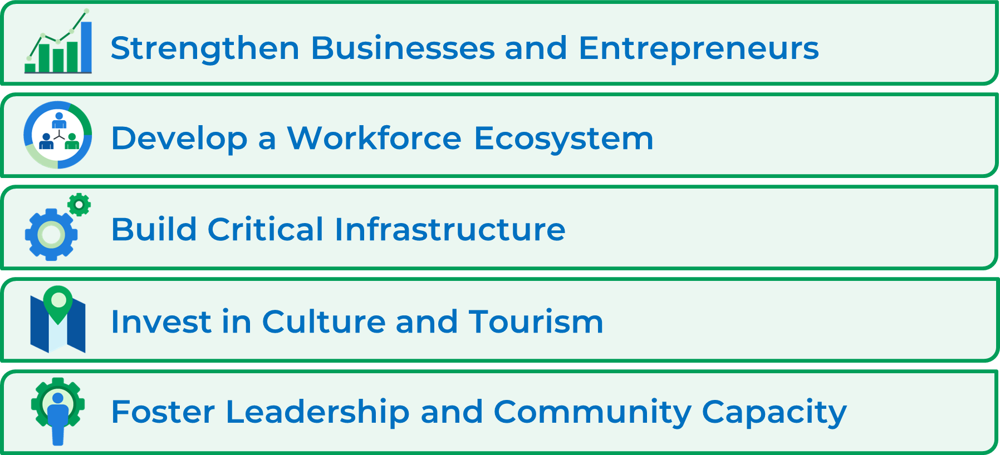 Strengthen Businesses and Entrepreneurs
Develop a Workforce Ecosystem
Build Critical Infrastructure
Invest in Culture and Tourism
Foster Leadership and Community Capacity